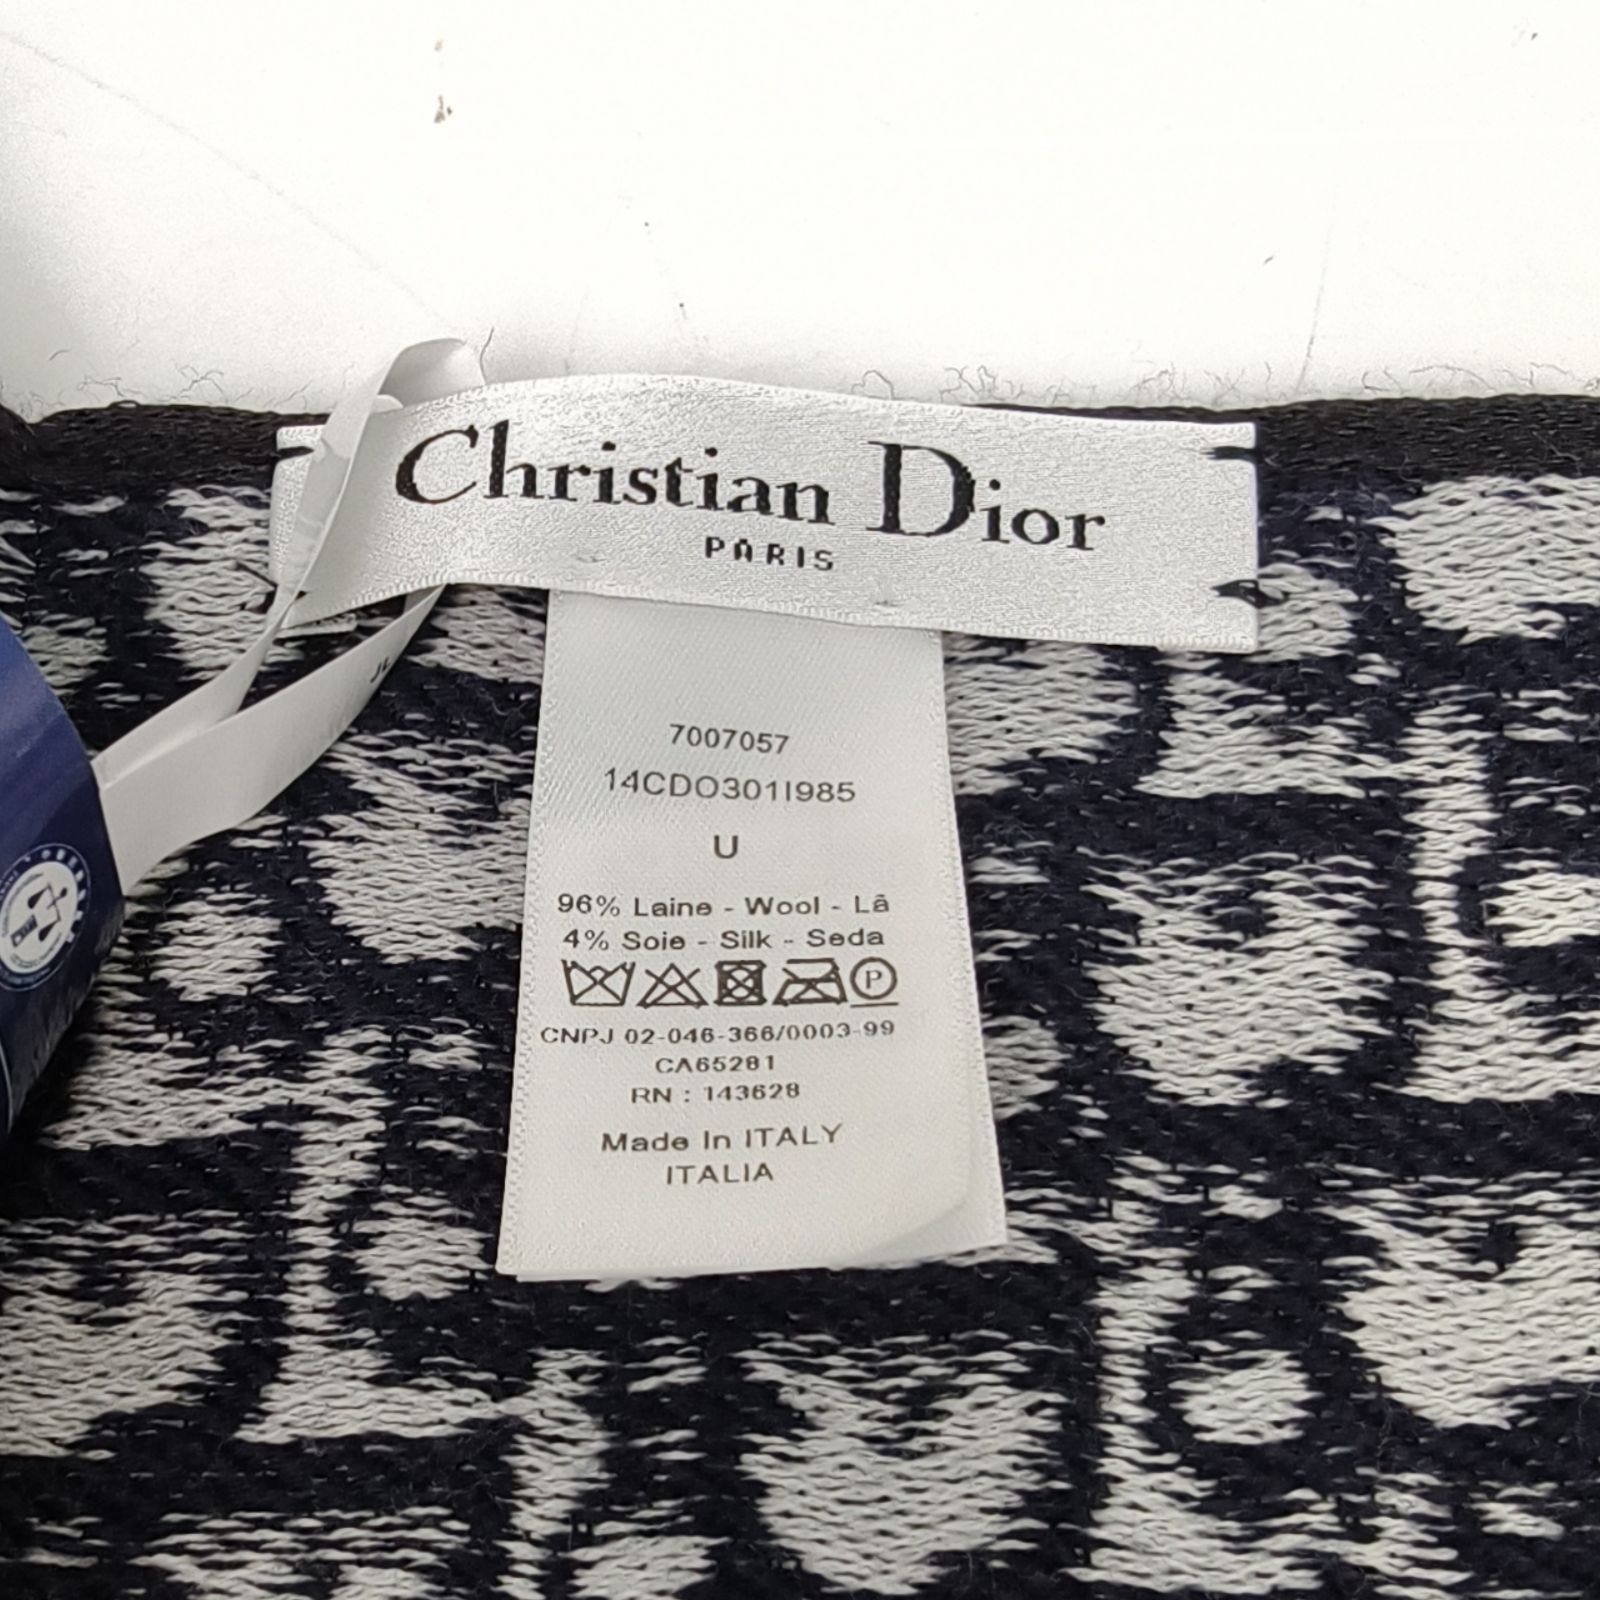 Christian Dior
PARIS
JL
7007057
14CDO301I985
U
96% Laine - Wool - Lã
4% Soie - Silk - Seda
P
CNPJ 02-046-366/0003-99
CA65281
RN : 143628
Made In ITALY
ITALIA